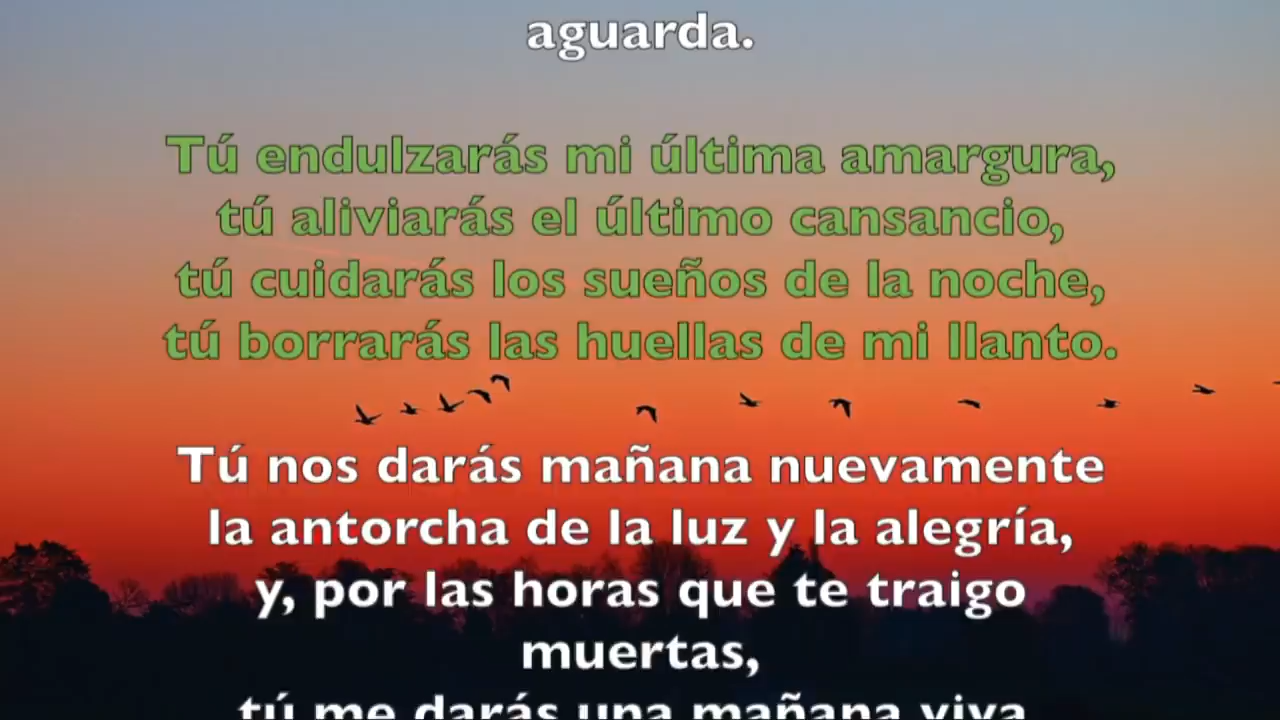 aguarda.
Tú endulzarás mi última amargura,
tú aliviarás el último cansancio,
tú cuidarás los sueños de la noche,
tú borrarás las huellas de mi llanto.
Tú nos darás mañana nuevamente
la antorcha de la luz y la alegría,
y, por las horas que te traigo
muertas,
tú me darás una mañana viva